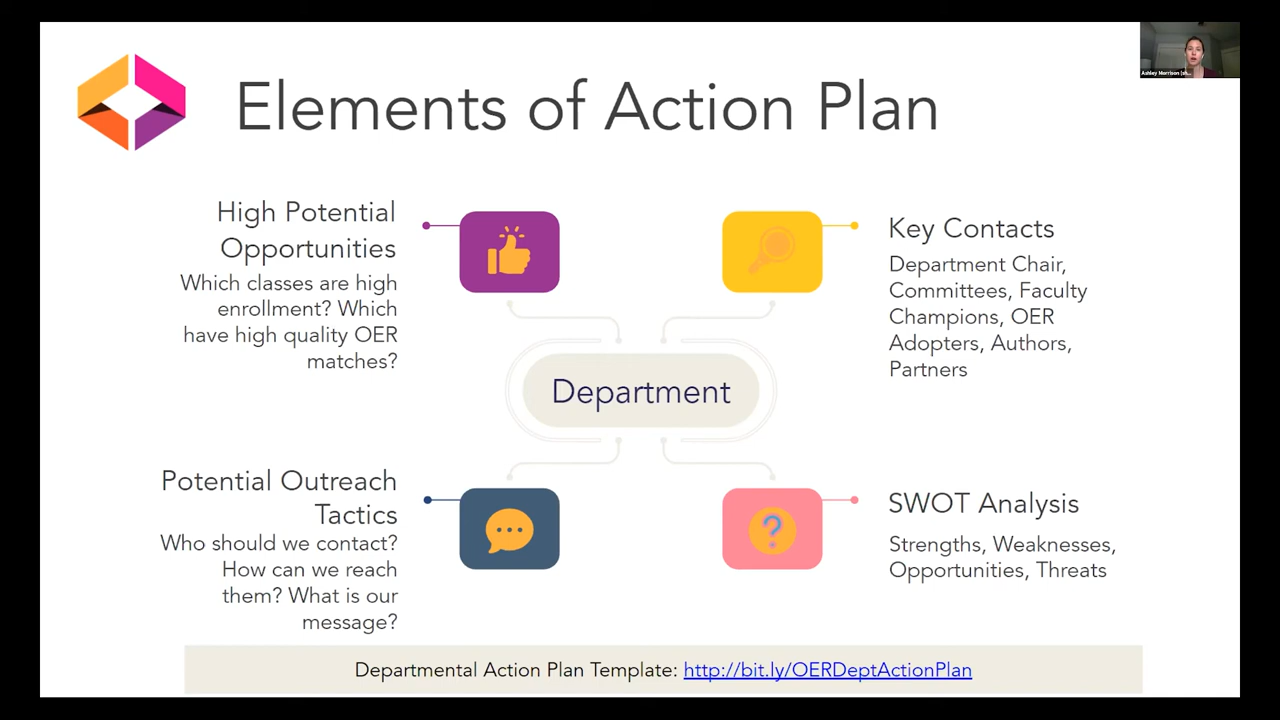 Elements of Action Plan
Ashley Morrison (sh...
High Potential
Opportunities
Which classes are high
enrollment? Which
have high quality OER
matches?
Key Contacts
Department Chair,
Committees, Faculty
Champions, OER
Adopters, Authors,
Partners
Department
Potential Outreach
Tactics
Who should we contact?
How can we reach
them? What is our
message?
SWOT Analysis
Strengths, Weaknesses,
Opportunities, Threats
Departmental Action Plan Template: http://bit.ly/OERDeptActionPlan